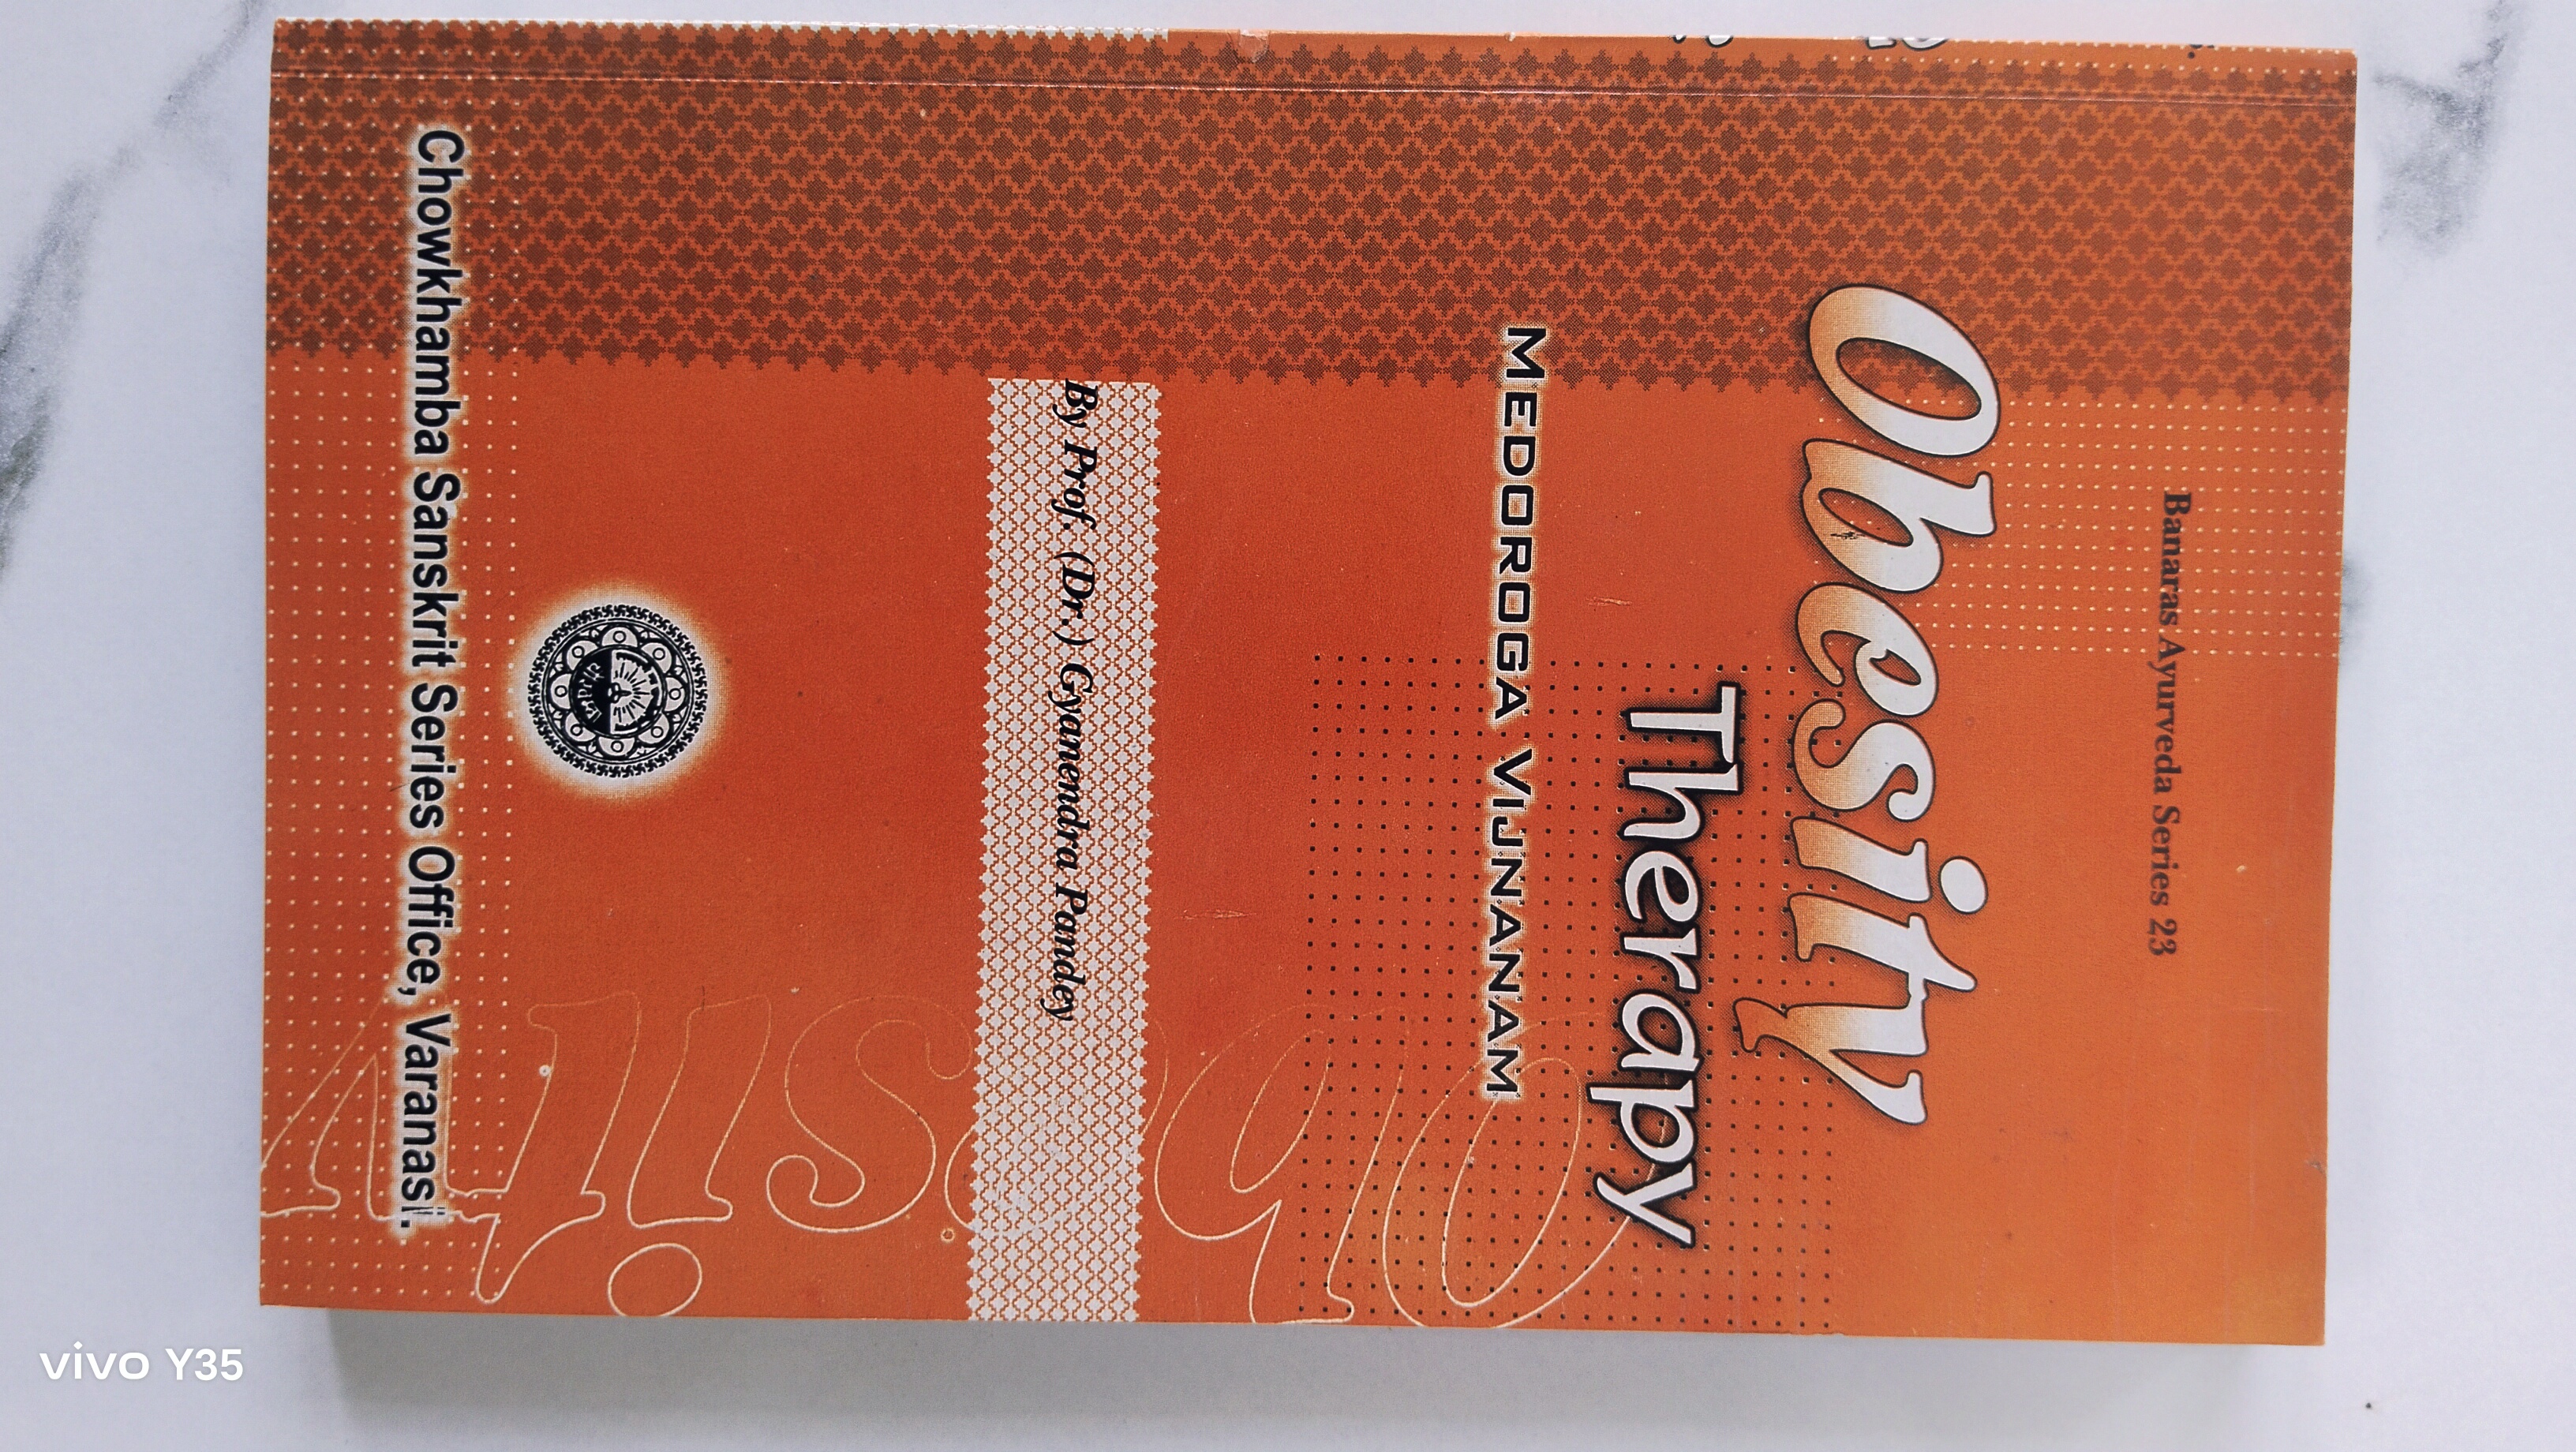 Banaras Ayurveda Series 23
Obesity
Therapy
MEDOROGA VIJNANAM
By Prof. (Dr.) Gyanendra Pandey
Chowkhamba Sanskrit Series Office, Varanasi.
vivo Y35